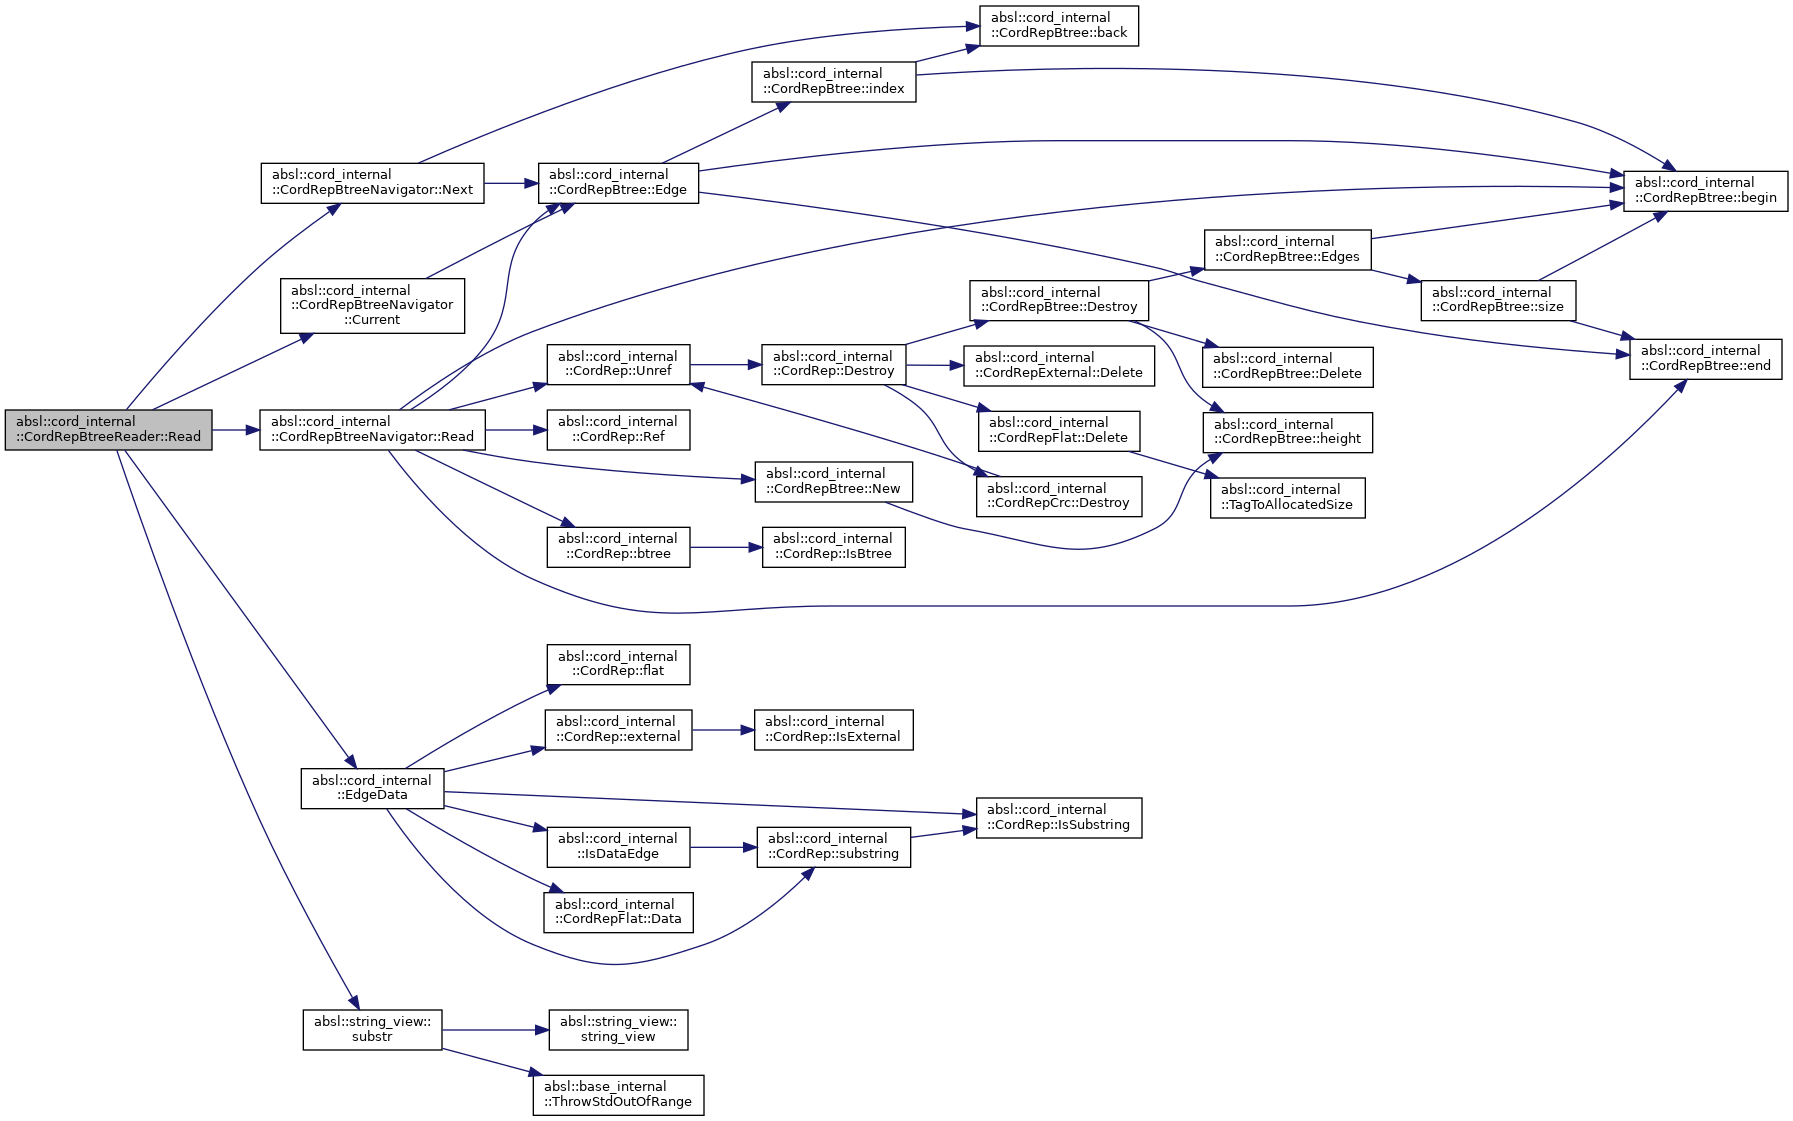 absl::cord_internal
::CordRepBtree::back
absl::cord_internal
::CordRepBtree::index
absl::cord_internal
::CordRepBtreeNavigator::Next
absl::cord_internal
::CordRepBtree::Edge
absl::cord_internal
::CordRepBtree::begin
absl::cord_internal
::CordRepBtree::Edges
absl::cord_internal
::CordRepBtreeNavigator
::Current
absl::cord_internal
::CordRepBtree::Destroy
absl::cord_internal
::CordRepBtree::size
absl::cord_internal
::CordRep::Unref
absl::cord_internal
::CordRep::Destroy
absl::cord_internal
::CordRepExternal::Delete
absl::cord_internal
::CordRepBtree::Delete
absl::cord_internal
::CordRepBtree::end
absl::cord_internal
::CordRepBtreeReader::Read
absl::cord_internal
::CordRepBtreeNavigator::Read
absl::cord_internal
::CordRep::Ref
absl::cord_internal
::CordRepFlat::Delete
absl::cord_internal
::CordRepBtree::height
absl::cord_internal
::CordRepBtree::New
absl::cord_internal
::CordRepCrc::Destroy
absl::cord_internal
::TagToAllocatedSize
absl::cord_internal
::CordRep::btree
absl::cord_internal
::CordRep::IsBtree
absl::cord_internal
::CordRep::flat
absl::cord_internal
::CordRep::external
absl::cord_internal
::CordRep::IsExternal
absl::cord_internal
::EdgeData
absl::cord_internal
::CordRep::IsSubstring
absl::cord_internal
::IsDataEdge
absl::cord_internal
::CordRep::substring
absl::cord_internal
::CordRepFlat::Data
absl::string_view::
substr
absl::string_view::
string_view
absl::base_internal
::ThrowStdOutOfRange